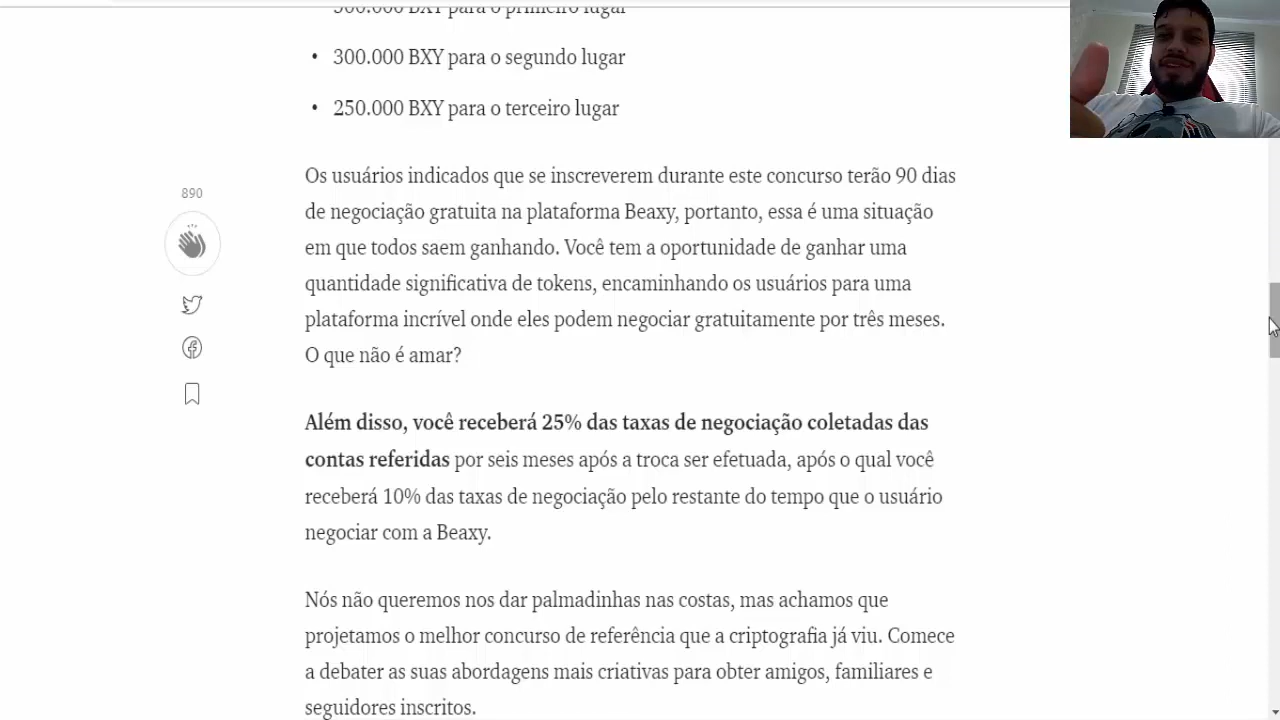 500.000 BXY para o primeiro lugar
• 300.000 BXY para o segundo lugar
• 250.000 BXY para o terceiro lugar
Os usuários indicados que se inscreverem durante este concurso terão 90 dias
de negociação gratuita na plataforma Beaxy, portanto, essa é uma situação
em que todos saem ganhando. Você tem a oportunidade de ganhar uma
quantidade significativa de tokens, encaminhando os usuários para uma
plataforma incrível onde eles podem negociar gratuitamente por três meses.
O que não é amar?
890
Além disso, você receberá 25% das taxas de negociação coletadas das
contas referidas por seis meses após a troca ser efetuada, após o qual você
receberá 10% das taxas de negociação pelo restante do tempo que o usuário
negociar com a Beaxy.
Nós não queremos nos dar palmadinhas nas costas, mas achamos que
projetamos o melhor concurso de referência que a criptografia já viu. Comece
a debater as suas abordagens mais criativas para obter amigos, familiares e
seguidores inscritos.